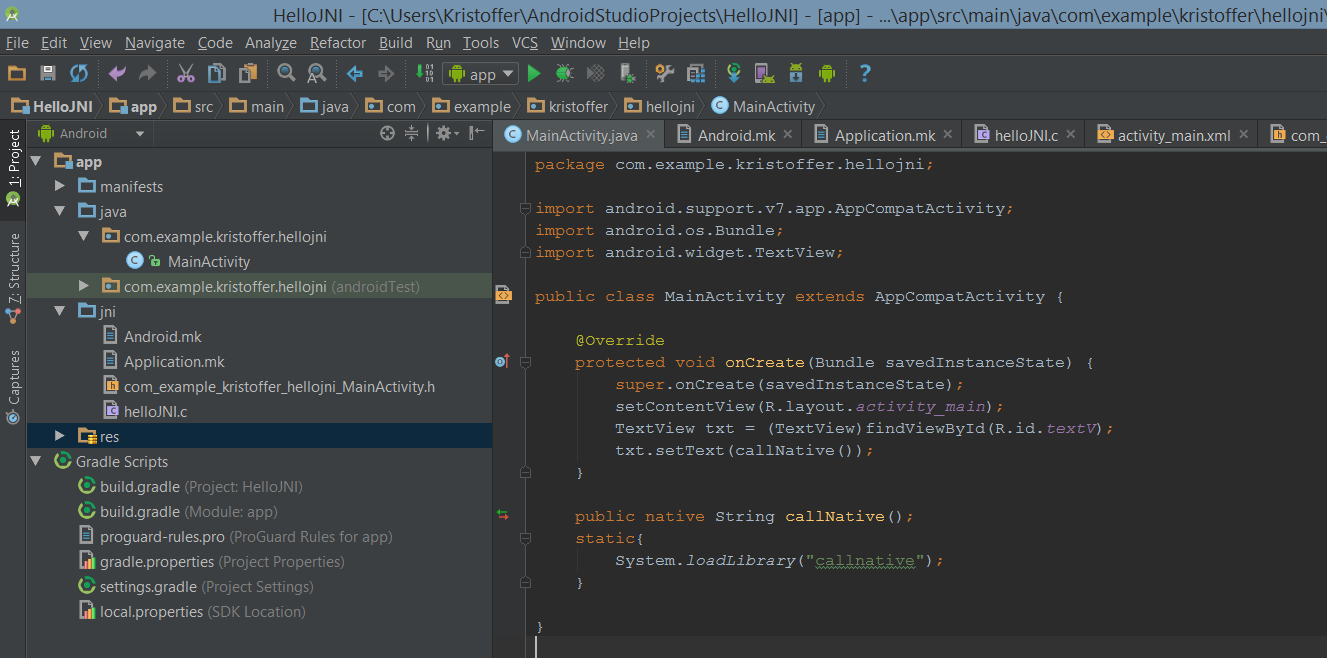 HelloJNI - [C:\Users\Kristoffer\AndroidStudioProjects\HelloJNI] - [app] - ...\app\src\main\java\com\example\kristoffer\hellojni\
File Edit View Navigate Code Analyze Refactor Build Run Tools VCS Window Help
app
HelloJNI app src main java com example kristoffer hellojni MainActivity
Android
MainActivity.java Android.mk Application.mk helloJNI.c activity_main.xml com_
1: Project
Z: Structure
Captures
app
manifests
java
com.example.kristoffer.hellojni
MainActivity
com.example.kristoffer.hellojni (androidTest)
jni
Android.mk
Application.mk
com_example_kristoffer_hellojni_MainActivity.h
helloJNI.c
res
Gradle Scripts
build.gradle (Project: HelloJNI)
build.gradle (Module: app)
proguard-rules.pro (ProGuard Rules for app)
gradle.properties (Project Properties)
settings.gradle (Project Settings)
local.properties (SDK Location)
package com.example.kristoffer.hellojni;
import android.support.v7.app.AppCompatActivity;
import android.os.Bundle;
import android.widget.TextView;
public class MainActivity extends AppCompatActivity {
@Override
protected void onCreate(Bundle savedInstanceState) {
super.onCreate(savedInstanceState);
setContentView(R.layout.activity_main);
TextView txt = (TextView)findViewById(R.id.textV);
txt.setText(callNative());
}
public native String callNative();
static{
System.loadLibrary("callnative");
}
}